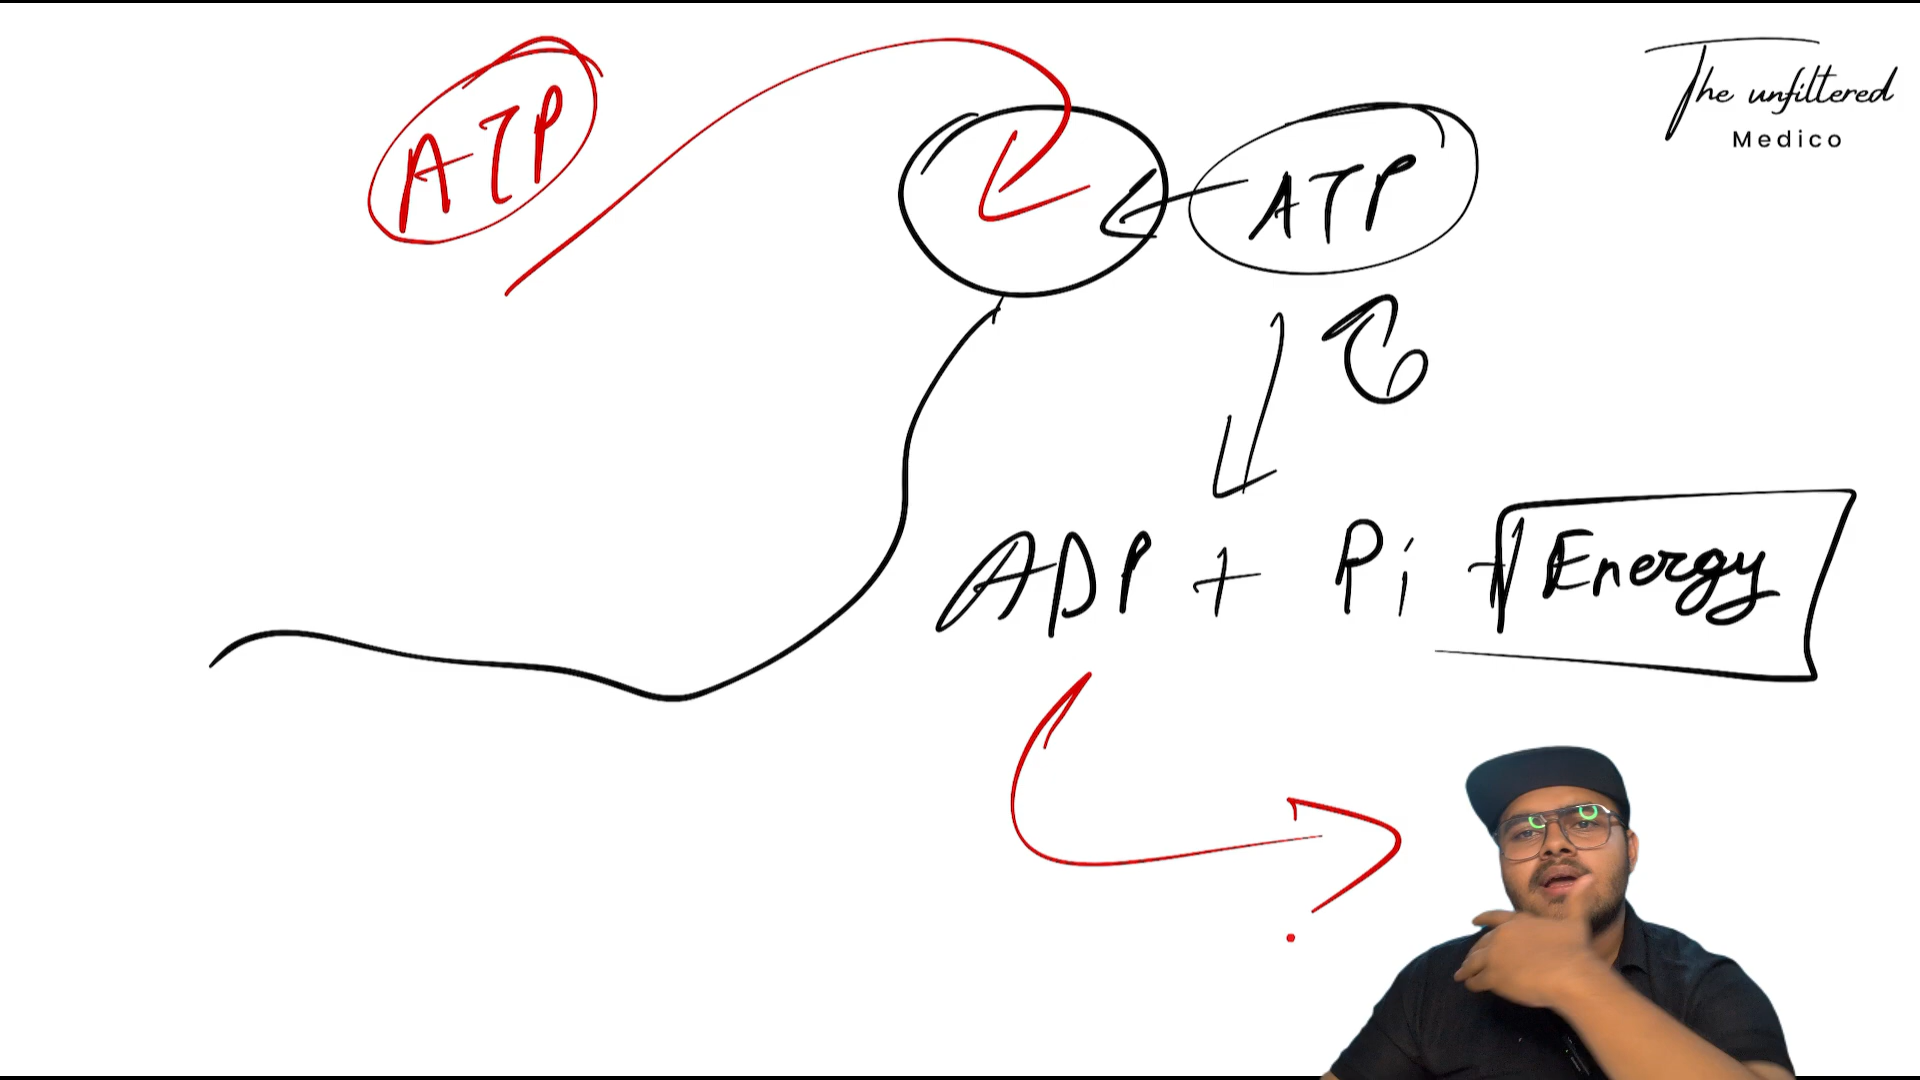 The unfiltered
Medico
ATP
ATP
ADP + Pi + Energy